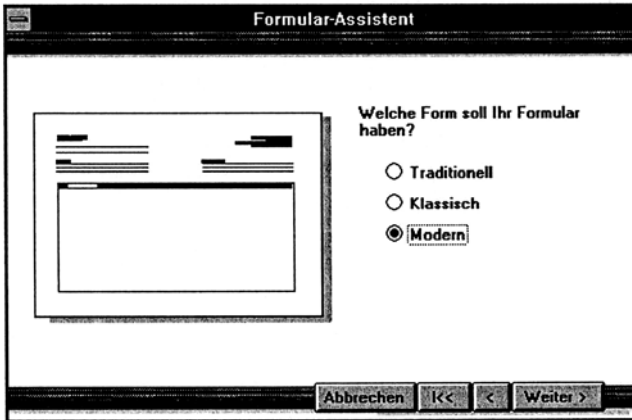 Formular-Assistent
Welche Form soll Ihr Formular
haben?
Traditionell
Klassisch
Modern
Abbrechen I<< < Weiter >